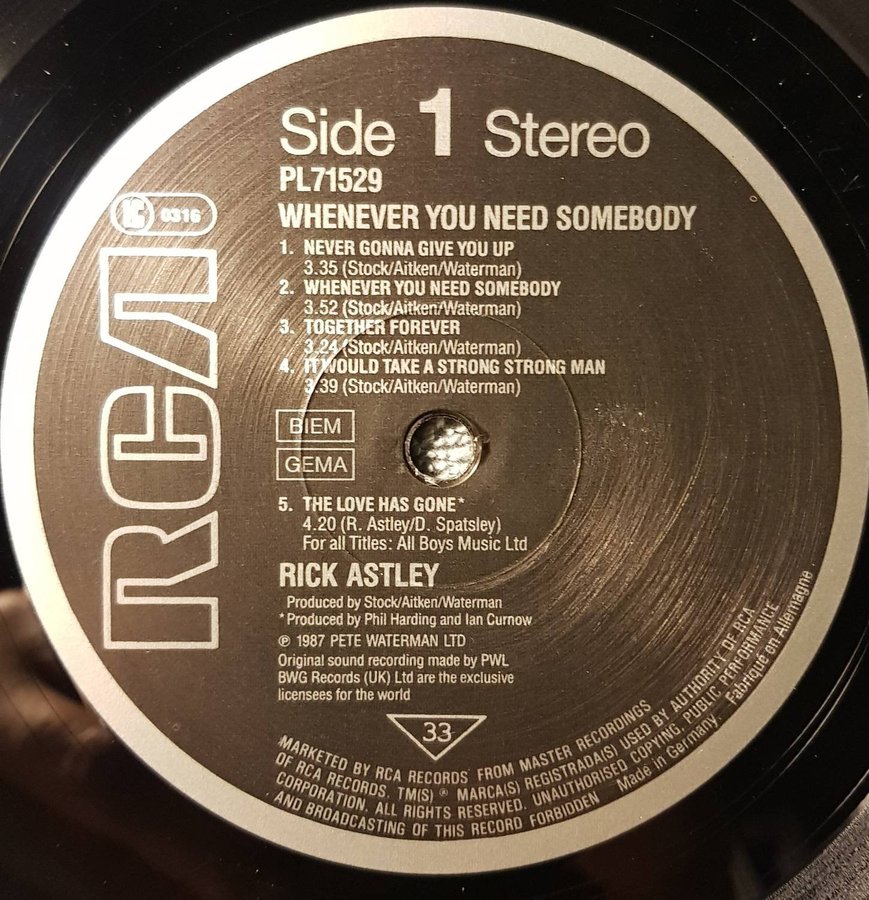 Side 1 Stereo
PL71529
LC 0316
WHENEVER YOU NEED SOMEBODY
1. NEVER GONNA GIVE YOU UP
3.35 (Stock/Aitken/Waterman)
2. WHENEVER YOU NEED SOMEBODY
3.52 (Stock/Aitken/Waterman)
3. TOGETHER FOREVER
3.24 (Stock/Aitken/Waterman)
4. IT WOULD TAKE A STRONG STRONG MAN
3.39 (Stock/Aitken/Waterman)
BIEM
GEMA
5. THE LOVE HAS GONE*
4.20 (R. Astley/D. Spatsley)
For all Titles: All Boys Music Ltd
RICK ASTLEY
Produced by Stock/Aitken/Waterman
*Produced by Phil Harding and Ian Curnow
℗ 1987 PETE WATERMAN LTD
Original sound recording made by PWL
BWG Records (UK) Ltd are the exclusive
licensees for the world
33
RCA
MARKETED BY RCA RECORDS FROM MASTER RECORDINGS
OF RCA RECORDS. TM(S) ® MARCA(S) REGISTRADA(S) USED BY AUTHORITY OF RCA
CORPORATION. ALL RIGHTS RESERVED. UNAUTHORISED COPYING, PUBLIC PERFORMANCE
AND BROADCASTING OF THIS RECORD FORBIDDEN Made in Germany. Fabriqué en Allemagne